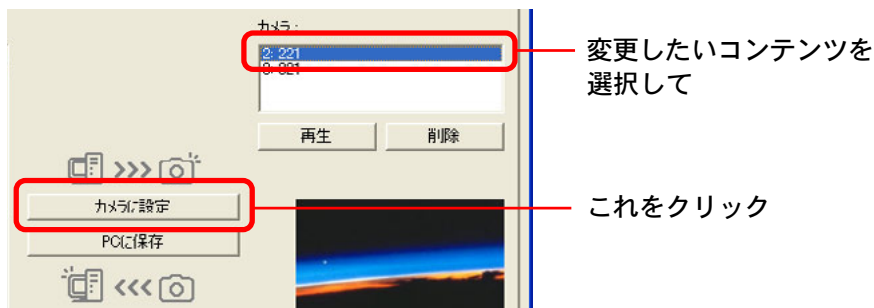 カメラ:
2: 221
3: 321
変更したいコンテンツを
選択して
再生
削除
カメラに設定
これをクリック
PCに保存